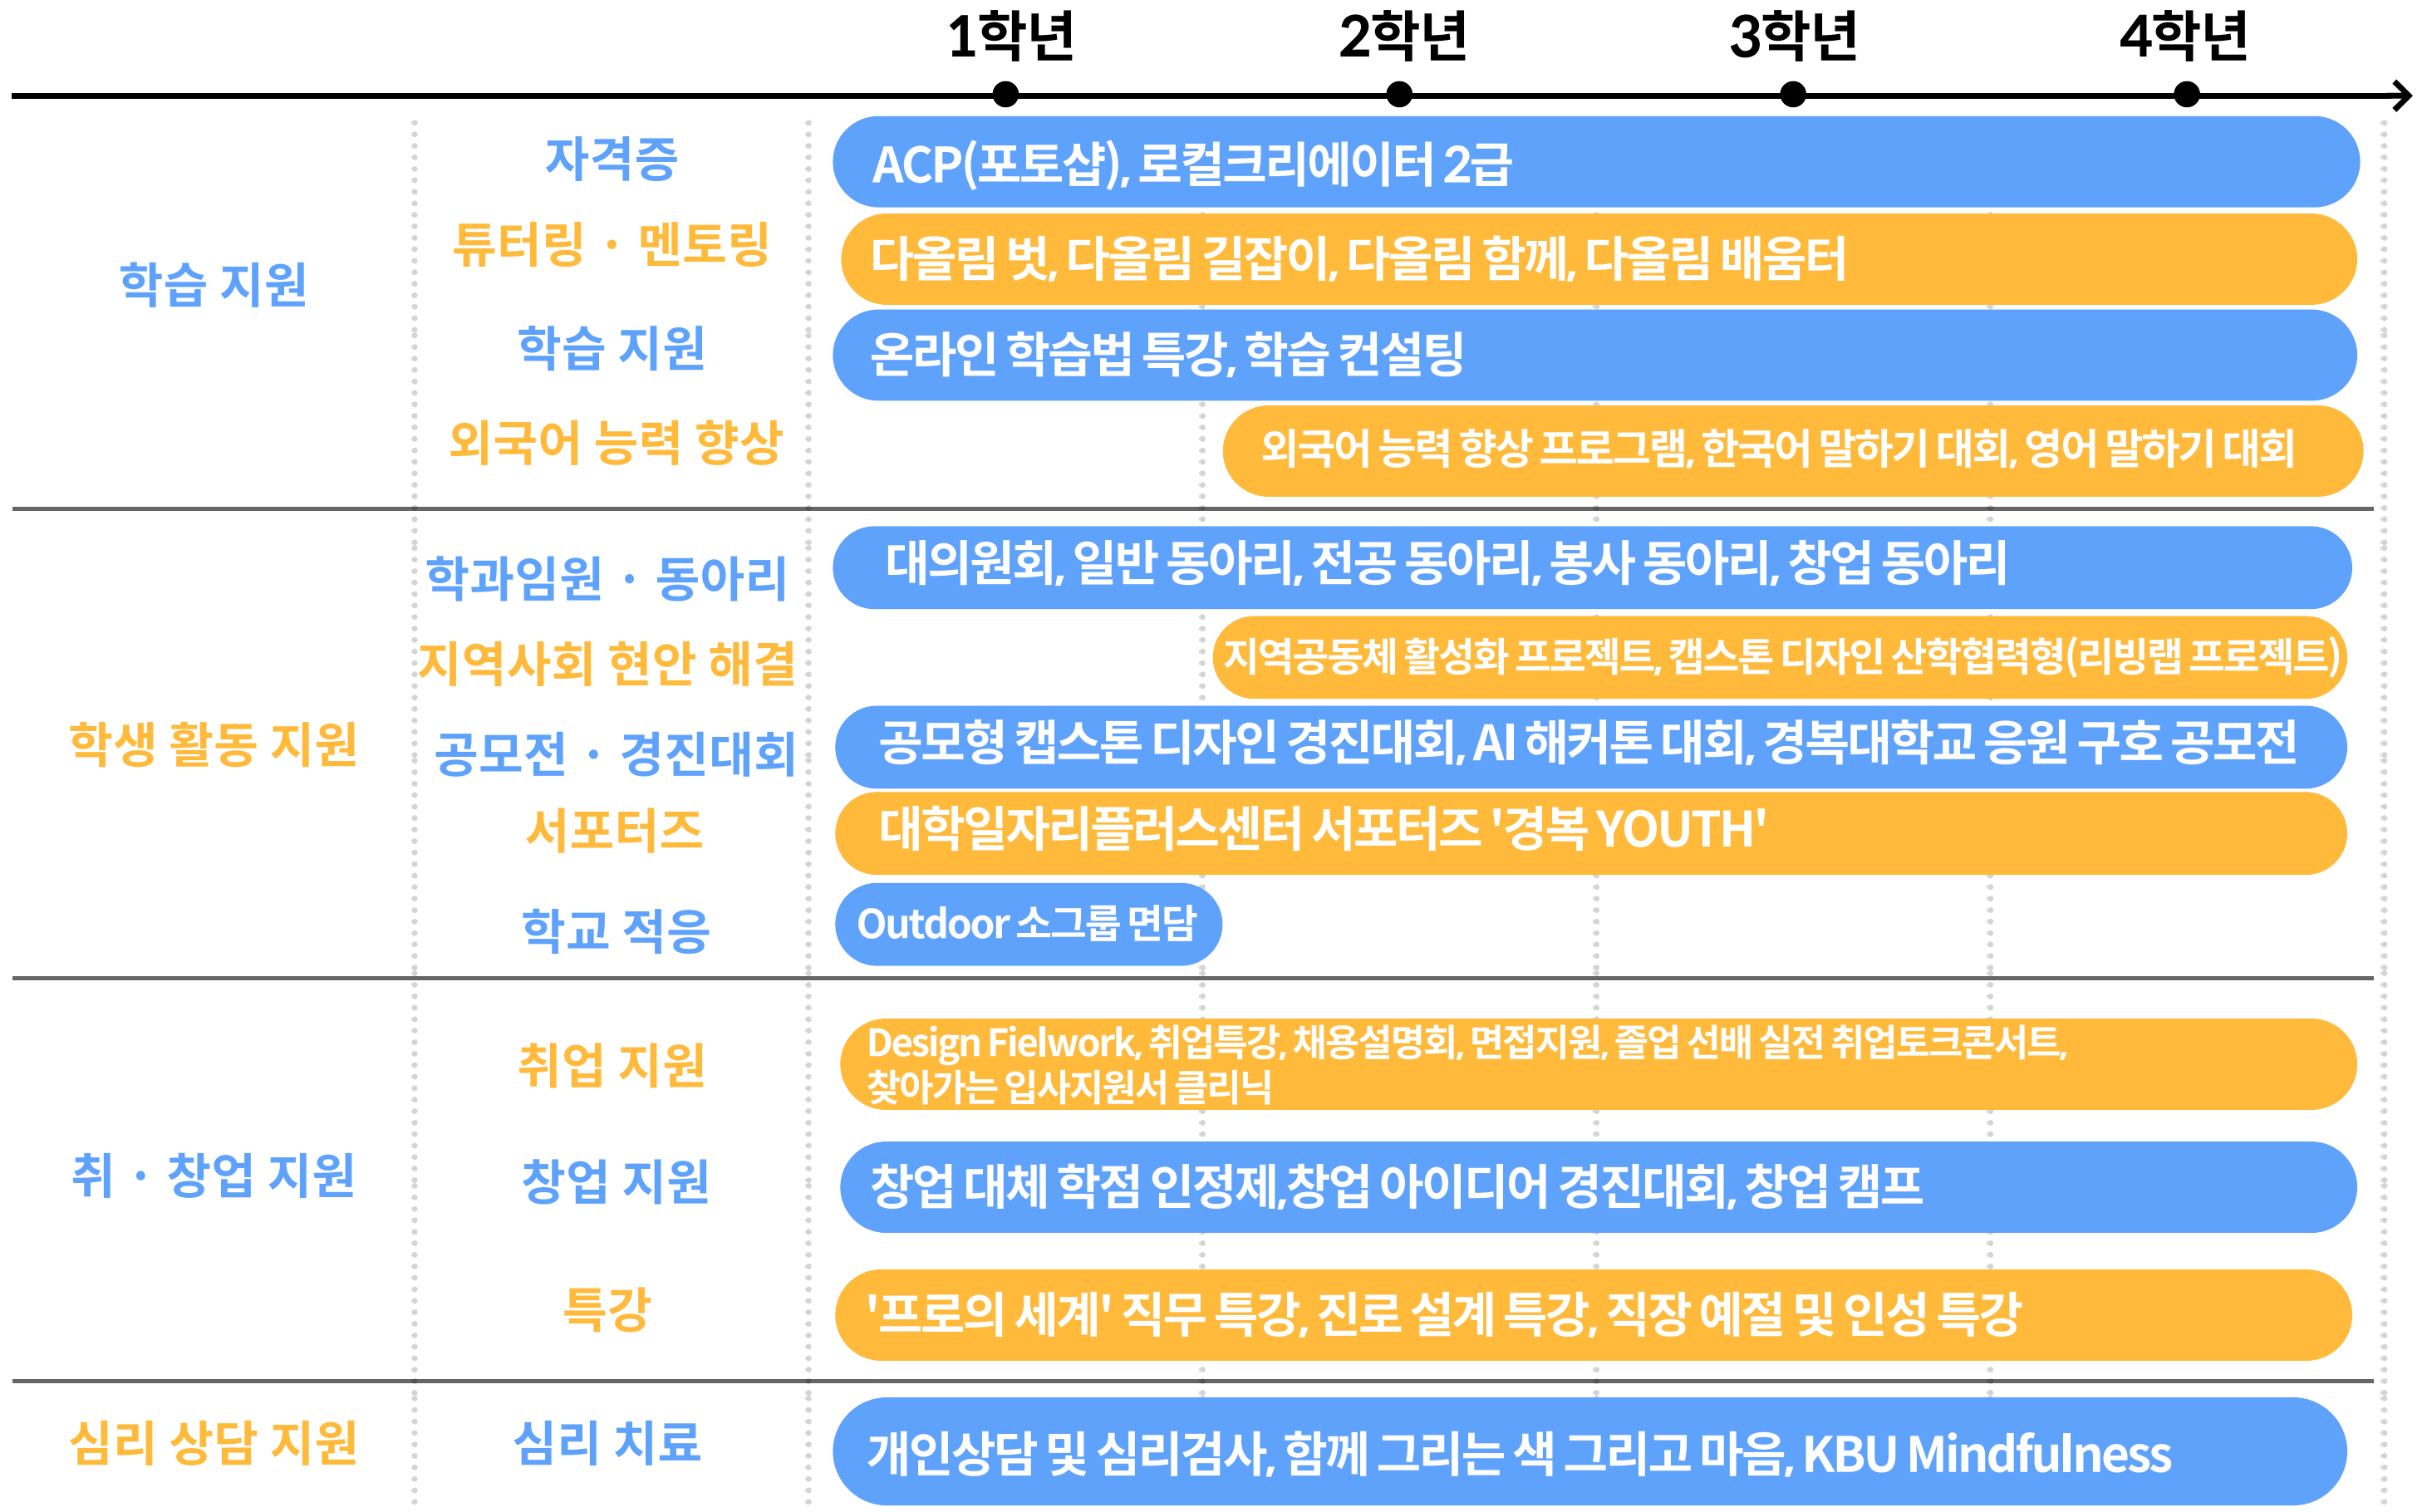 1학년 2학년 3학년 4학년
학습 지원
자격증
ACP(포토샵), 로컬크리에이터 2급
튜터링 · 멘토링
다올림 벗, 다올림 길잡이, 다올림 함께, 다올림 배움터
학습 지원
온라인 학습법 특강, 학습 컨설팅
외국어 능력 향상
외국어 능력 향상 프로그램, 한국어 말하기 대회, 영어 말하기 대회
학생활동 지원
학과임원 · 동아리
대의원회, 일반 동아리, 전공 동아리, 봉사 동아리, 창업 동아리
지역사회 현안 해결
지역공동체 활성화 프로젝트, 캡스톤 디자인 산학협력형(리빙랩 프로젝트)
공모전 · 경진대회
공모형 캡스톤 디자인 경진대회, AI 해커톤 대회, 경복대학교 응원 구호 공모전
서포터즈
대학일자리플러스센터 서포터즈 '경복 YOUTH'
학교 적응
Outdoor 소그룹 면담
취 · 창업 지원
취업 지원
Design Fielwork, 취업특강, 채용설명회, 면접지원, 졸업 선배 실전 취업토크콘서트,
찾아가는 입사지원서 클리닉
창업 지원
창업 대체 학점 인정제,창업 아이디어 경진대회, 창업 캠프
특강
'프로의 세계' 직무 특강, 진로 설계 특강, 직장 예절 및 인성 특강
심리 상담 지원
심리 치료
개인상담 및 심리검사, 함께 그리는 색 그리고 마음, KBU Mindfulness